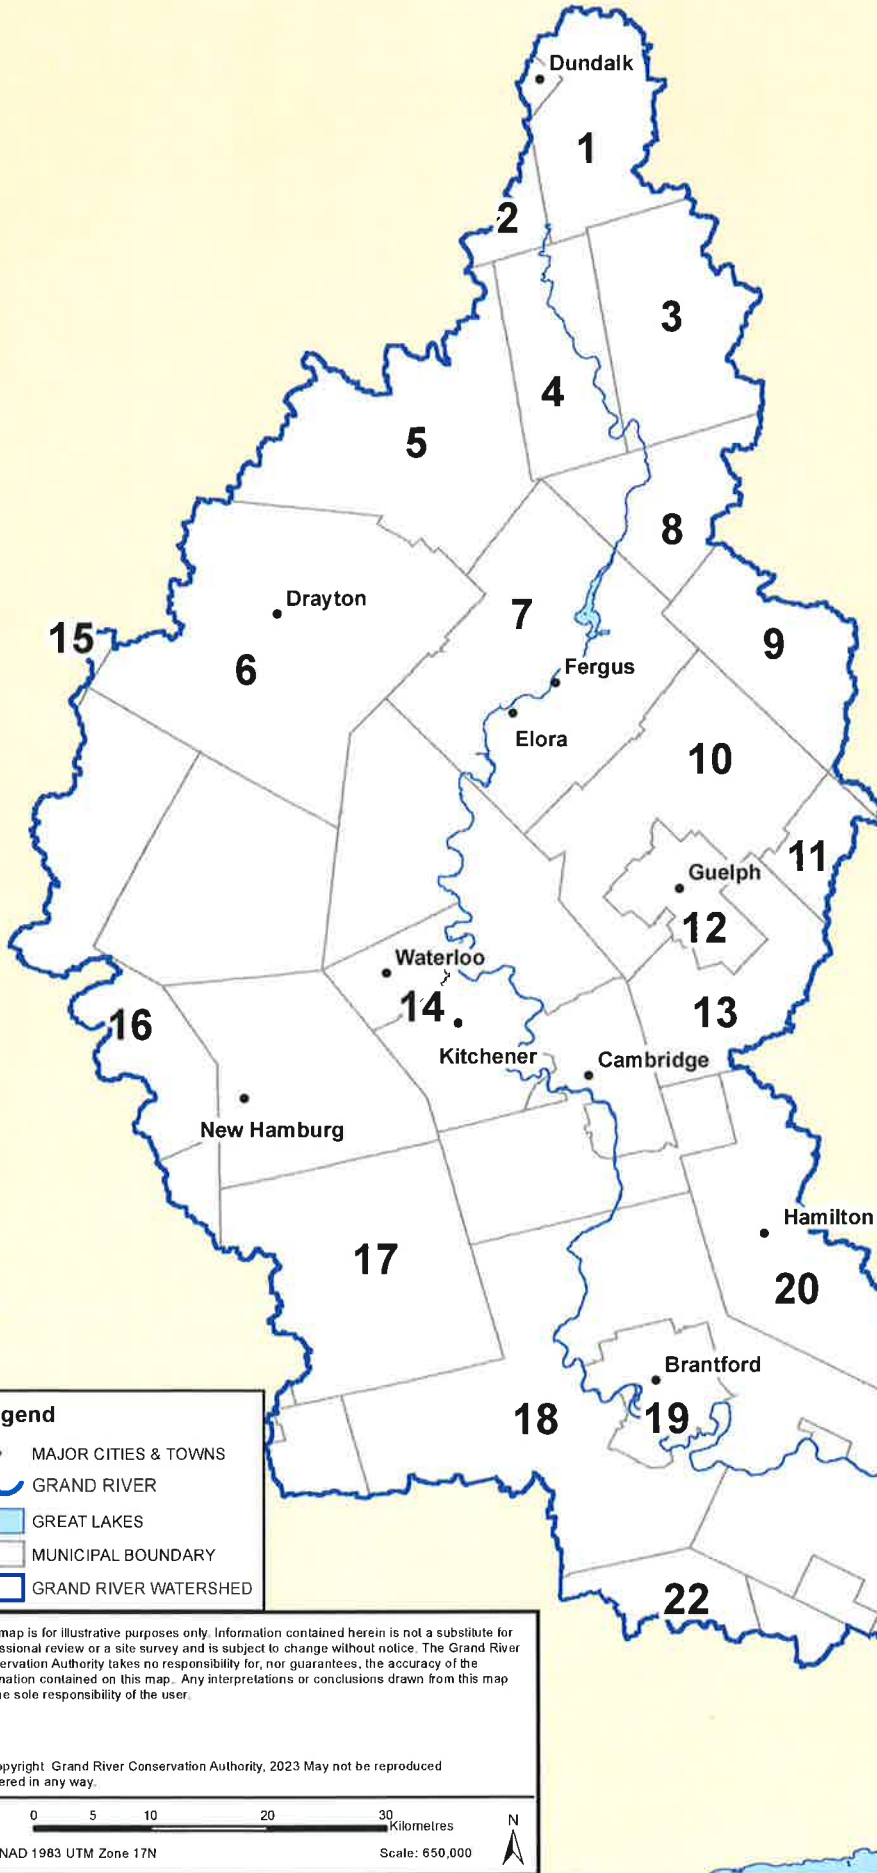 Dundalk
1
2
3
4
5
8
7
Drayton
15
6
9
Fergus
Elora
10
11
Guelph
12
Waterloo
14
13
16
Kitchener
Cambridge
New Hamburg
Hamilton
17
20
Brantford
18
19
22
gend
MAJOR CITIES & TOWNS
GRAND RIVER
GREAT LAKES
MUNICIPAL BOUNDARY
GRAND RIVER WATERSHED
map is for illustrative purposes only. Information contained herein is not a substitute for
ssional review or a site survey and is subject to change without notice. The Grand River
ervation Authority takes no responsibility for, nor guarantees, the accuracy of the
nation contained on this map. Any interpretations or conclusions drawn from this map
e sole responsibility of the user.
pyright Grand River Conservation Authority, 2023 May not be reproduced
ered in any way.
0 5 10 20 30
Kilometres
N
NAD 1983 UTM Zone 17N Scale: 650,000